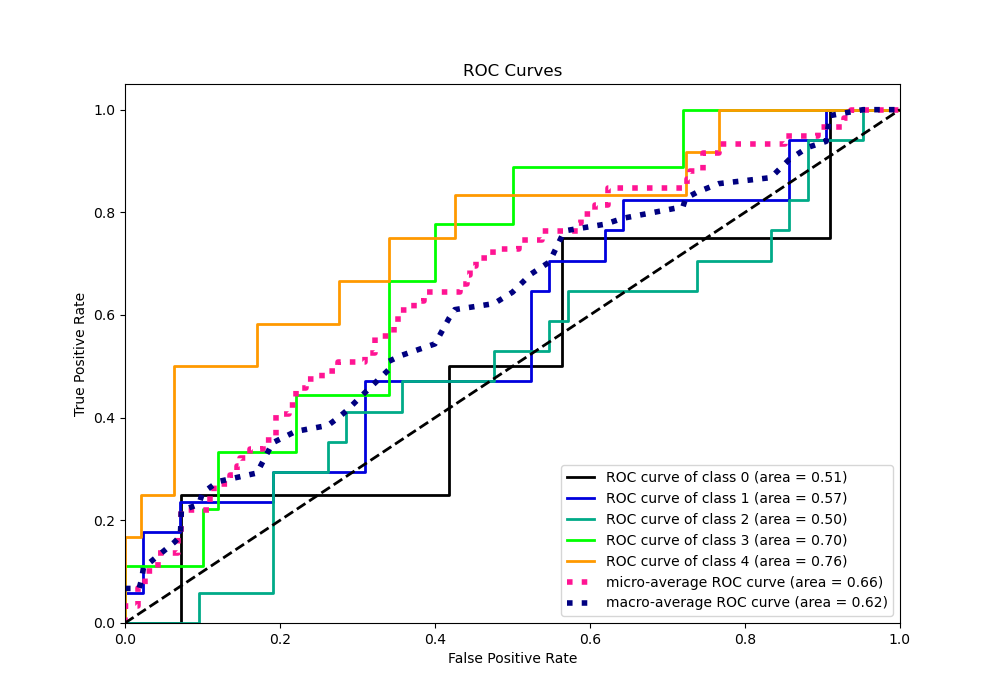 ROC Curves
True Positive Rate
1.0
0.8
0.6
0.4
0.2
0.0
ROC curve of class 0 (area = 0.51)
ROC curve of class 1 (area = 0.57)
ROC curve of class 2 (area = 0.50)
ROC curve of class 3 (area = 0.70)
ROC curve of class 4 (area = 0.76)
micro-average ROC curve (area = 0.66)
macro-average ROC curve (area = 0.62)
0.0 0.2 0.4 0.6 0.8 1.0
False Positive Rate